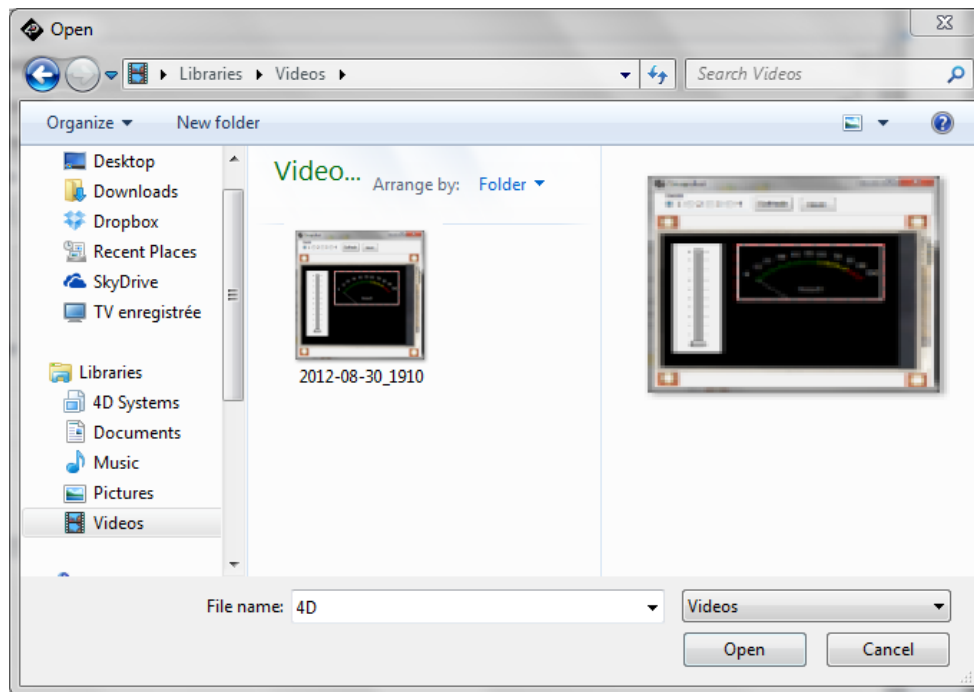 Open
Libraries Videos
Search Videos
Organize New folder
Desktop
Downloads
Dropbox
Recent Places
SkyDrive
TV enregistrée
Libraries
4D Systems
Documents
Music
Pictures
Videos
Video...
Arrange by: Folder
2012-08-30_1910
File name: 4D
Videos
Open Cancel